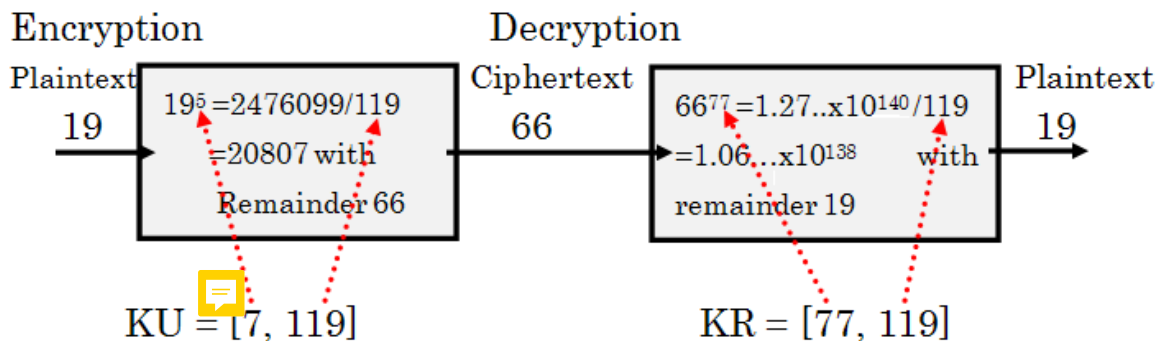 Encryption
Decryption
Plaintext
19
19⁵ =2476099/119
=20807 with
Remainder 66
Ciphertext
66
66⁷⁷=1.27..x10¹⁴⁰/119
=1.06...x10¹³⁸ with
remainder 19
Plaintext
19
KU = [7, 119]
KR = [77, 119]